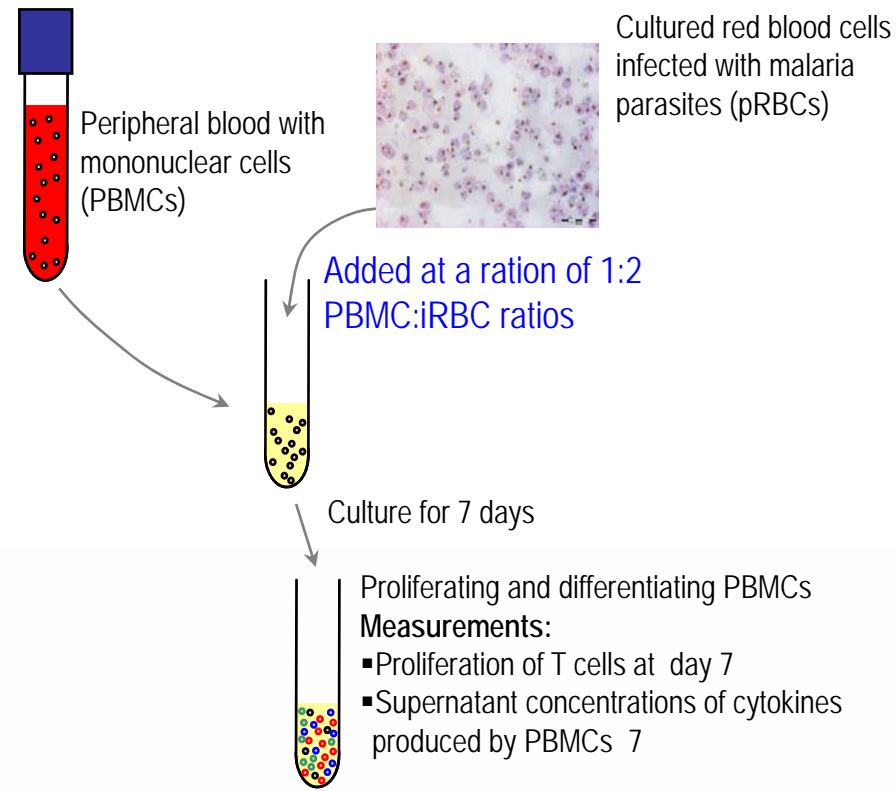 Cultured red blood cells
infected with malaria
parasites (pRBCs)
Peripheral blood with
mononuclear cells
(PBMCs)
Added at a ration of 1:2
PBMC:iRBC ratios
Culture for 7 days
Proliferating and differentiating PBMCs
Measurements:
▪Proliferation of T cells at day 7
▪Supernatant concentrations of cytokines
produced by PBMCs 7